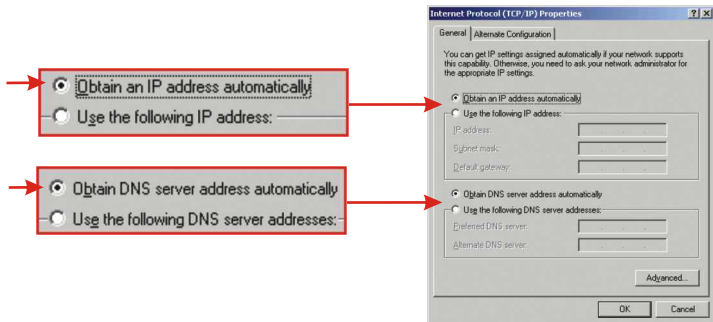 Obtain an IP address automatically
Use the following IP address:
Obtain DNS server address automatically
Use the following DNS server addresses:
Internet Protocol (TCP/IP) Properties
General
Alternate Configuration
You can get IP settings assigned automatically if your network supports
this capability. Otherwise, you need to ask your network administrator for
the appropriate IP settings.
Obtain an IP address automatically
Use the following IP address:
IP address:
Subnet mask:
Default gateway:
Obtain DNS server address automatically
Use the following DNS server addresses:
Preferred DNS server:
Alternate DNS server:
Advanced...
OK
Cancel